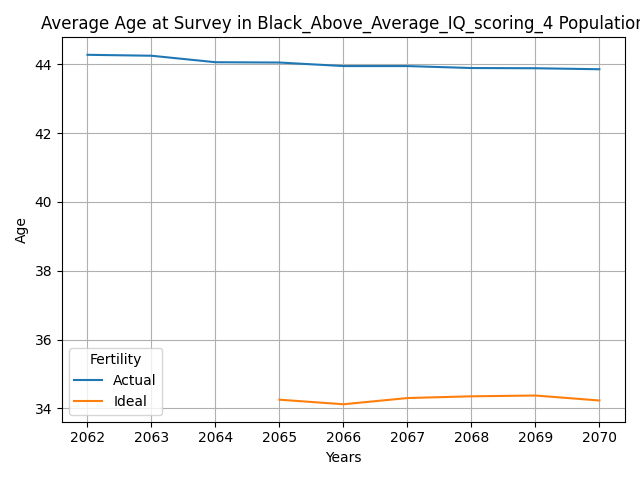 Average Age at Survey in Black_Above_Average_IQ_scoring_4 Population
Age
44
42
40
38
36
34
Fertility
Actual
Ideal
2062 2063 2064 2065 2066 2067 2068 2069 2070
Years